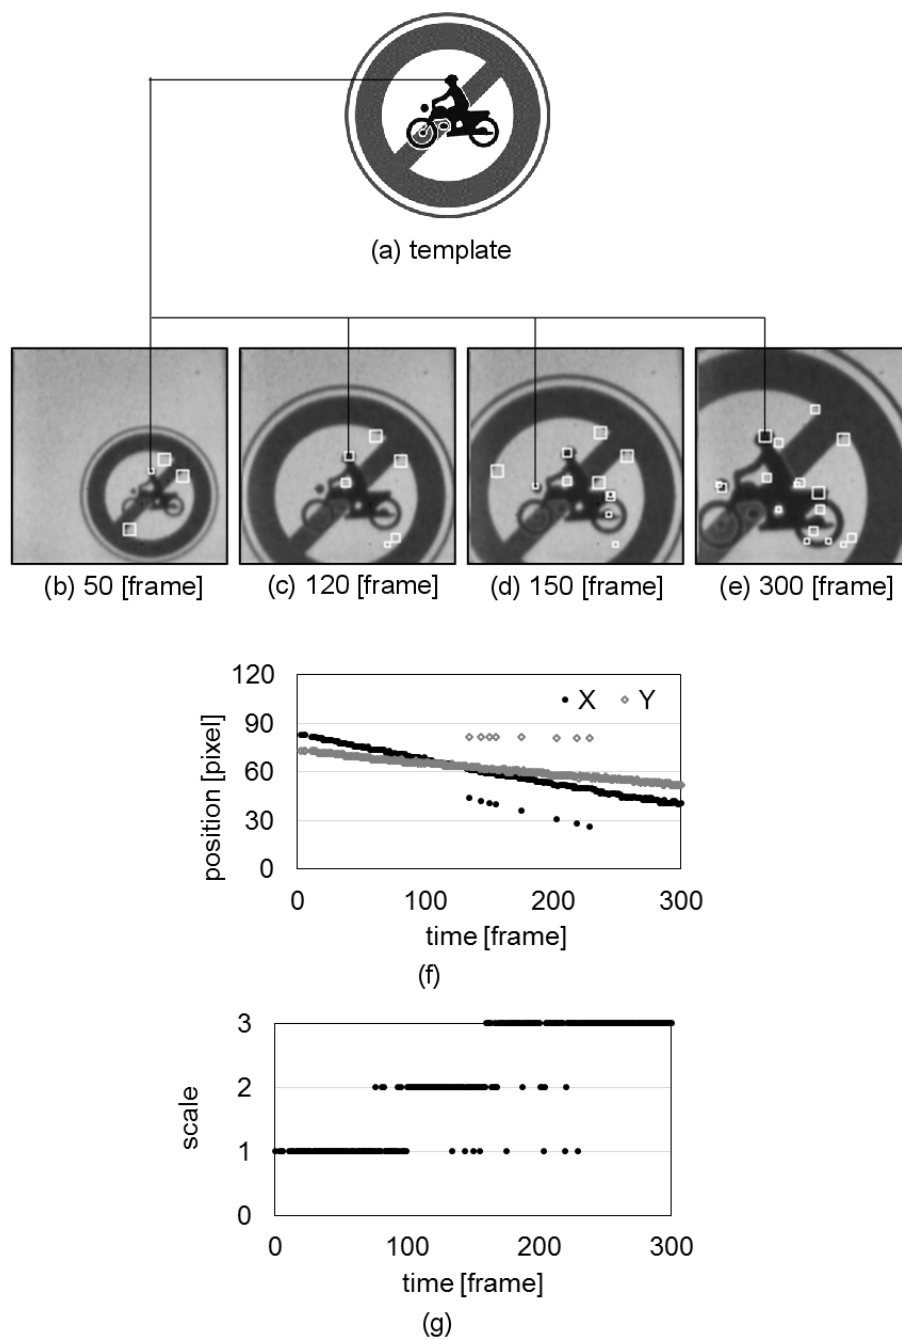 (a) template
(b) 50 [frame]
(c) 120 [frame]
(d) 150 [frame]
(e) 300 [frame]
120
90
60
30
0
position [pixel]
X
Y
0
100
200
300
time [frame]
(f)
3
2
1
0
scale
0
100
200
300
time [frame]
(g)